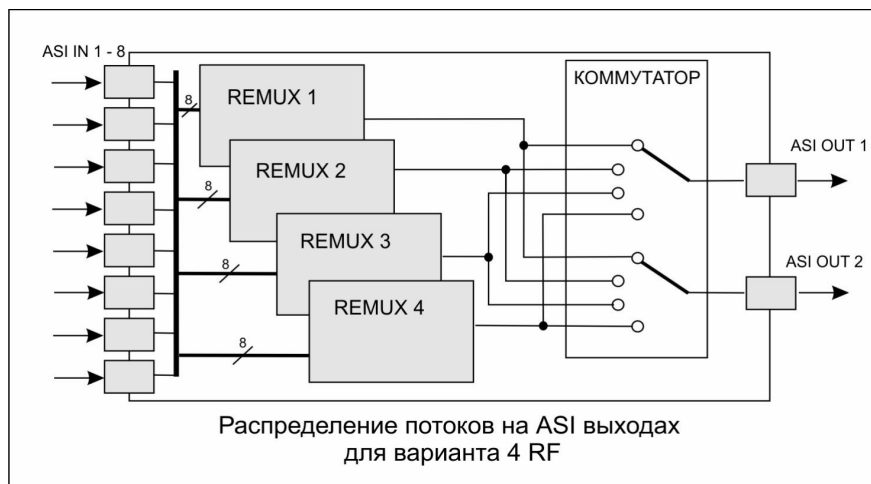 ASI IN 1 - 8
КОММУТАТОР
8
REMUX 1
ASI OUT 1
8
REMUX 2
8
REMUX 3
ASI OUT 2
8
REMUX 4
Распределение потоков на ASI выходах
для варианта 4 RF